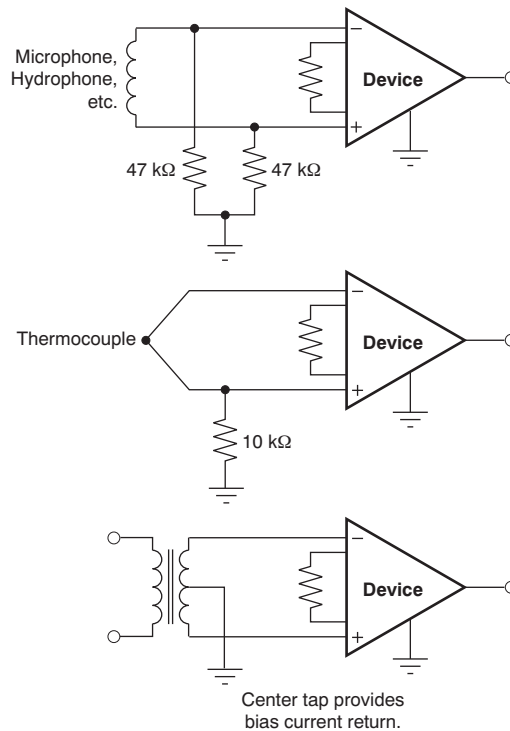 Microphone,
Hydrophone,
etc.
−
Device
+
47 kΩ
47 kΩ
Thermocouple
−
Device
+
10 kΩ
−
Device
+
Center tap provides
bias current return.